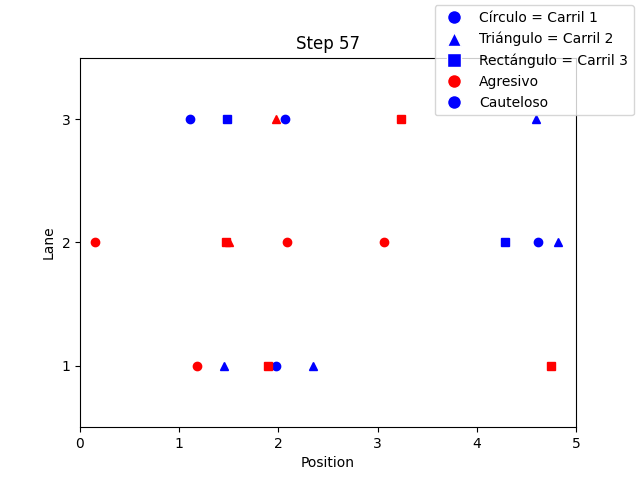 Step 57
Círculo = Carril 1
Triángulo = Carril 2
Rectángulo = Carril 3
Agresivo
Cauteloso
3
2
1
Lane
0 1 2 3 4 5
Position